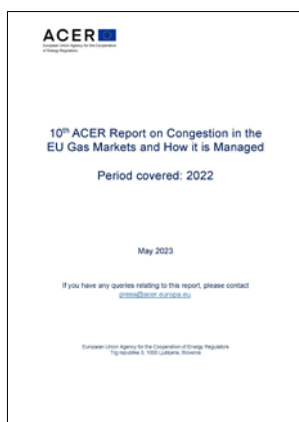 ACER
European Union Agency for the Cooperation
of Energy Regulators
10th ACER Report on Congestion in the
EU Gas Markets and How it is Managed
Period covered: 2022
May 2023
If you have any queries relating to this report, please contact
press@acer.europa.eu
European Union Agency for the Cooperation of Energy Regulators
Trg republike 3, 1000 Ljubljana, Slovenia